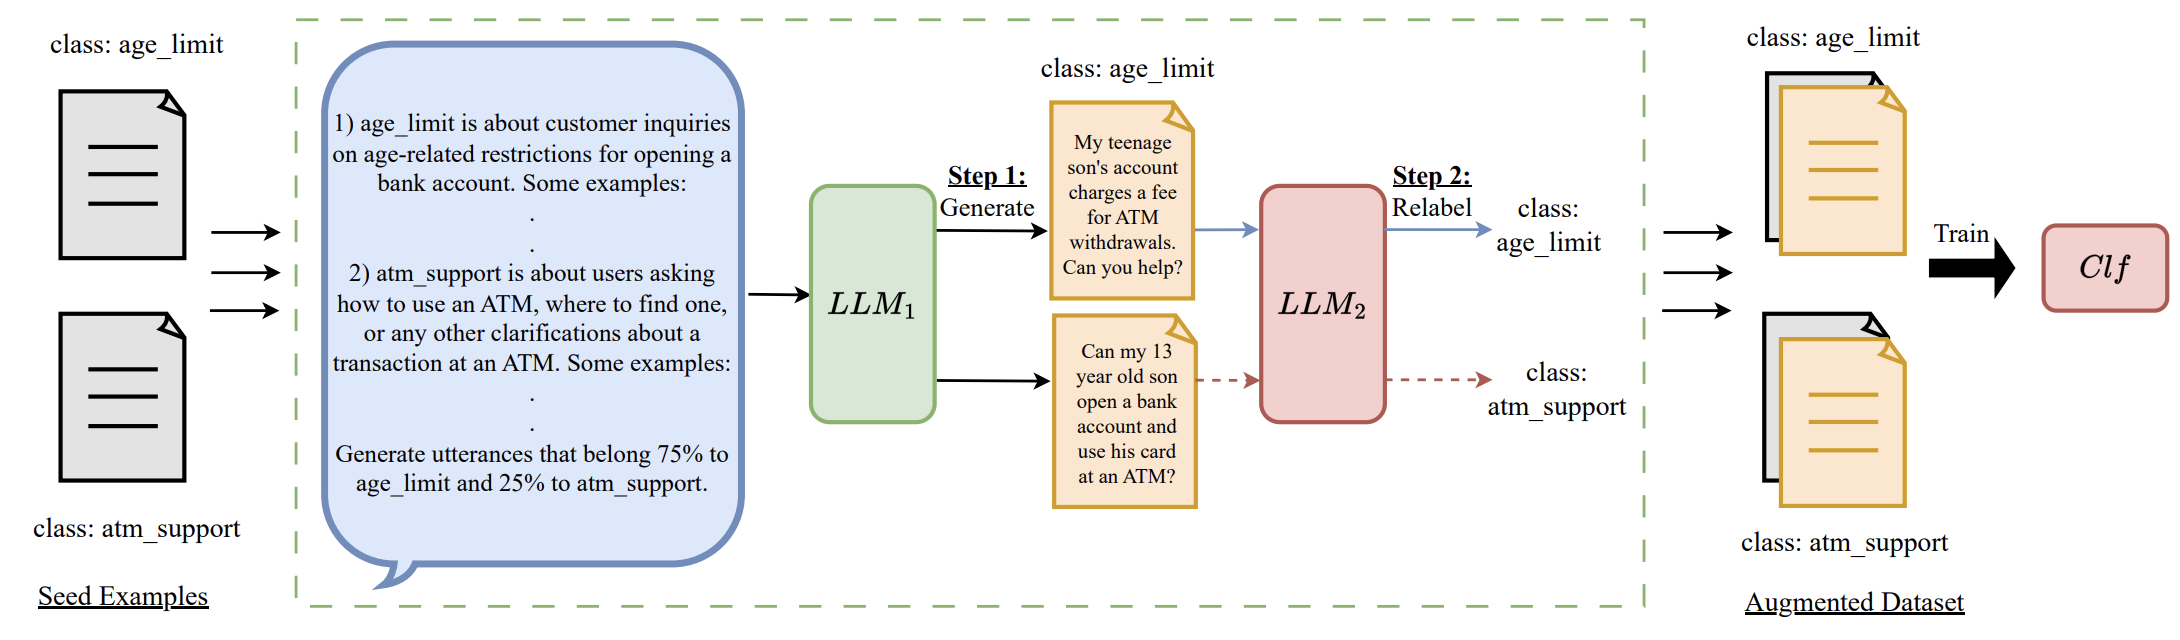 class: age_limit
class: atm_support
Seed Examples
1) age_limit is about customer inquiries
on age-related restrictions for opening a
bank account. Some examples:
.
.
2) atm_support is about users asking
how to use an ATM, where to find one,
or any other clarifications about a
transaction at an ATM. Some examples:
.
.
Generate utterances that belong 75% to
age_limit and 25% to atm_support.
LLM₁
Step 1:
Generate
class: age_limit
My teenage
son's account
charges a fee
for ATM
withdrawals.
Can you help?
Can my 13
year old son
open a bank
account and
use his card
at an ATM?
LLM₂
Step 2:
Relabel
class:
age_limit
class:
atm_support
class: age_limit
class: atm_support
Augmented Dataset
Train
Clf